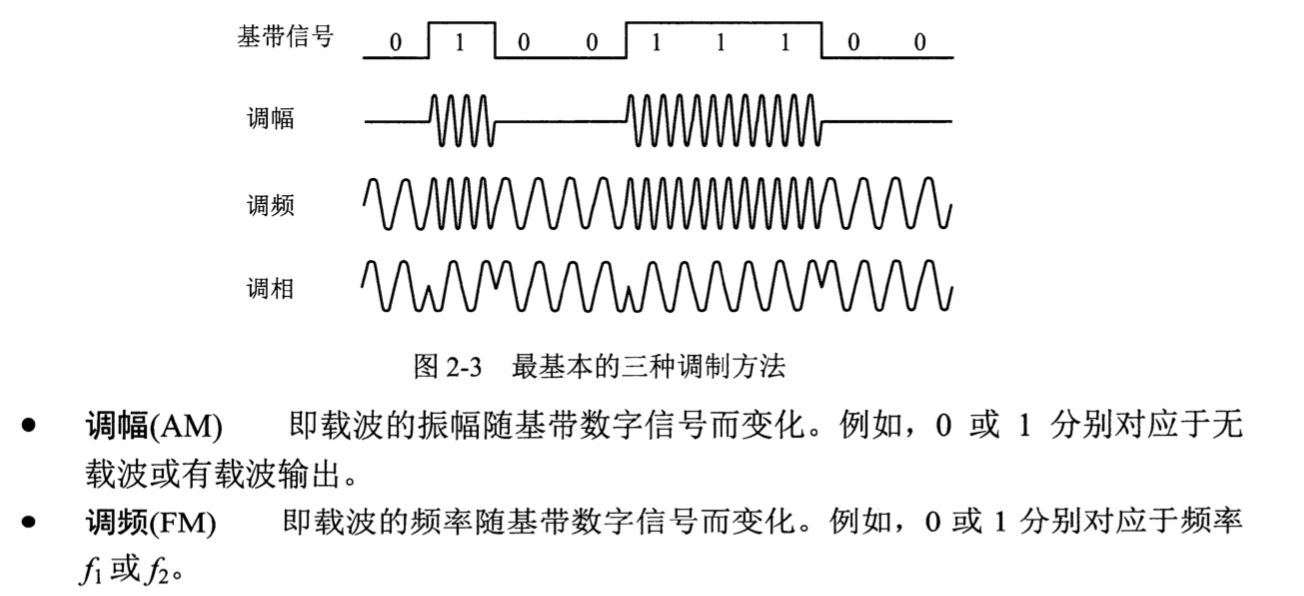 基带信号 0 1 0 0 1 1 1 0 0
调幅
调频
调相
图 2-3 最基本的三种调制方法
● 调幅(AM) 即载波的振幅随基带数字信号而变化。例如，0 或 1 分别对应于无
载波或有载波输出。
● 调频(FM) 即载波的频率随基带数字信号而变化。例如，0 或 1 分别对应于频率
f1 或 f2。